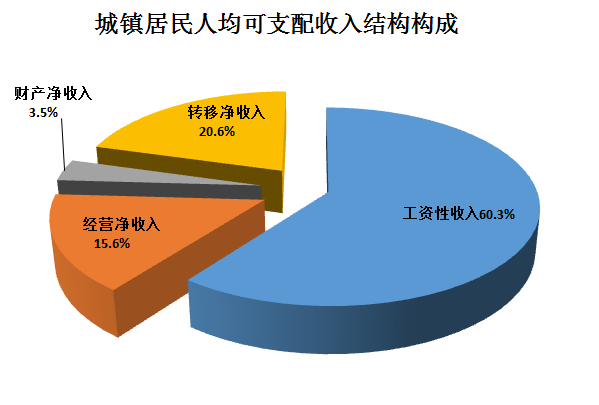 城镇居民人均可支配收入结构构成
财产净收入
3.5%
转移净收入
20.6%
工资性收入60.3%
经营净收入
15.6%